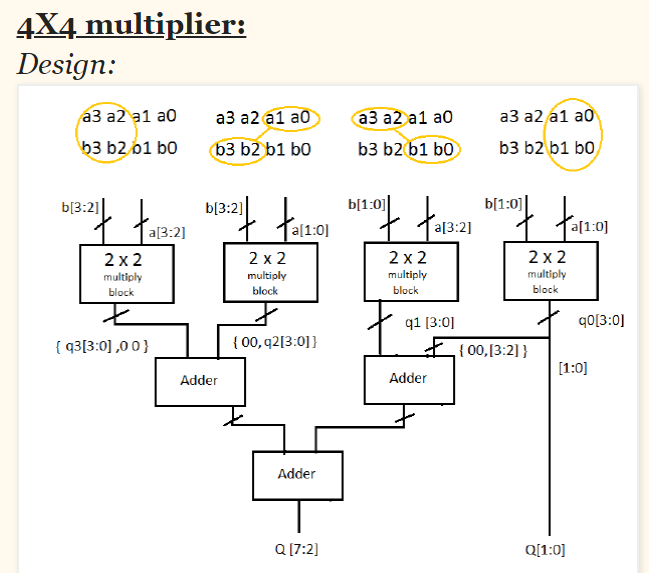 4X4 multiplier:
Design:
a3 a2 a1 a0
b3 b2 b1 b0
a3 a2 a1 a0
b3 b2 b1 b0
a3 a2 a1 a0
b3 b2 b1 b0
a3 a2 a1 a0
b3 b2 b1 b0
b[3:2]
a[3:2]
b[3:2]
a[1:0]
b[1:0]
a[3:2]
b[1:0]
a[1:0]
2 x 2
multiply
block
2 x 2
multiply
block
2 x 2
multiply
block
2 x 2
multiply
block
{ q3[3:0] ,0 0 }
{ 00, q2[3:0] }
q1 [3:0]
q0[3:0]
{ 00, [3:2] }
[1:0]
Adder
Adder
Adder
Q [7:2]
Q[1:0]